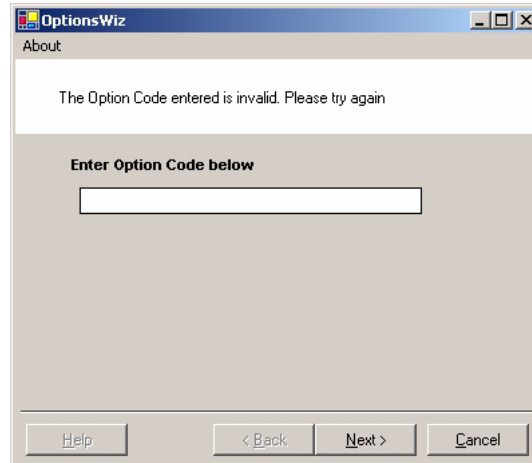 OptionsWiz
About
The Option Code entered is invalid. Please try again
Enter Option Code below
Help
< Back
Next >
Cancel